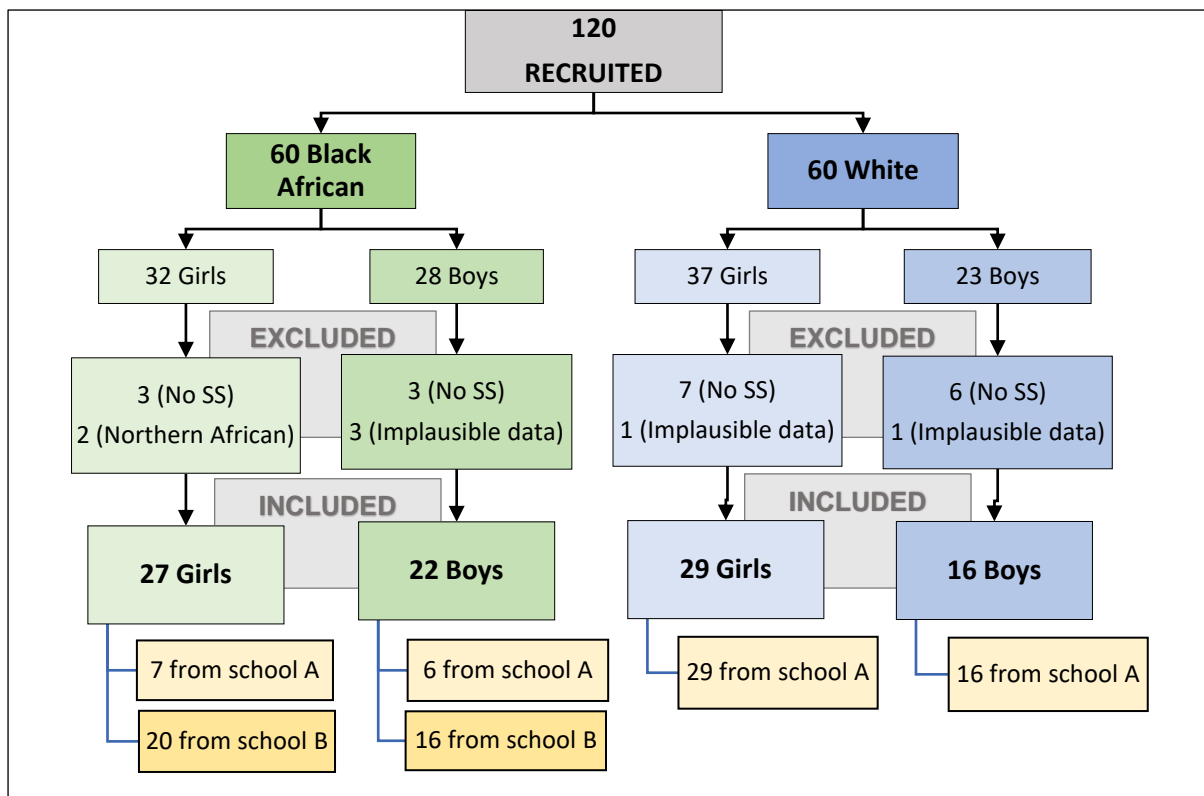 120
RECRUITED
60 Black
African
60 White
32 Girls
28 Boys
37 Girls
23 Boys
EXCLUDED
EXCLUDED
3 (No SS)
2 (Northern African)
3 (No SS)
3 (Implausible data)
7 (No SS)
1 (Implausible data)
6 (No SS)
1 (Implausible data)
INCLUDED
INCLUDED
27 Girls
22 Boys
29 Girls
16 Boys
7 from school A
6 from school A
29 from school A
16 from school A
20 from school B
16 from school B